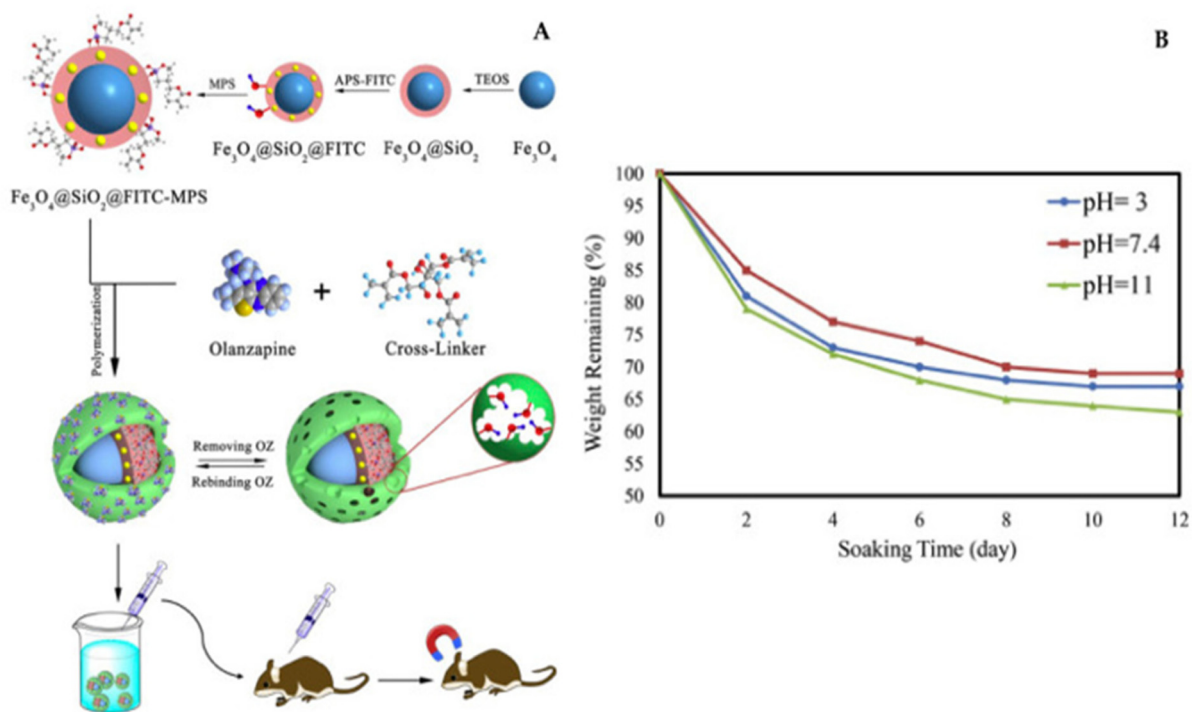 A
MPS
APS-FITC
TEOS
Fe₃O₄@SiO₂@FITC
Fe₃O₄@SiO₂
Fe₃O₄
Fe₃O₄@SiO₂@FITC-MPS
Polymerization
+
Olanzapine
Cross-Linker
Removing OZ
Rebinding OZ
B
Weight Remaining (%)
100
95
90
85
80
75
70
65
60
55
50
pH= 3
pH=7.4
pH=11
0 2 4 6 8 10 12
Soaking Time (day)